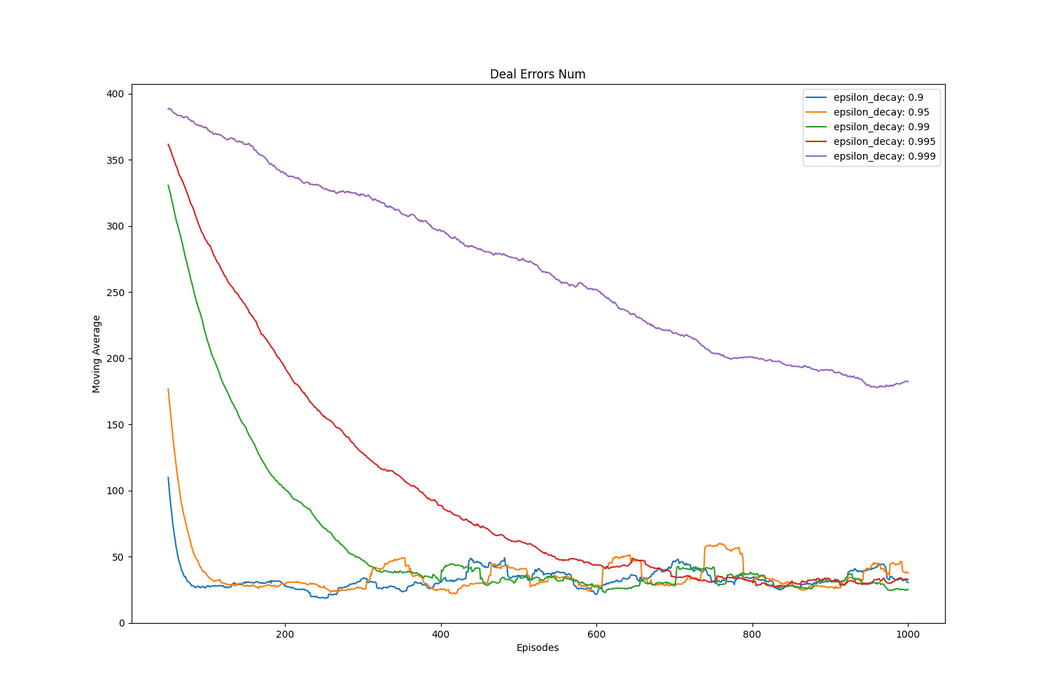 Deal Errors Num
400
350
300
250
200
150
100
50
0
Moving Average
200
400
600
800
1000
Episodes
epsilon_decay: 0.9
epsilon_decay: 0.95
epsilon_decay: 0.99
epsilon_decay: 0.995
epsilon_decay: 0.999